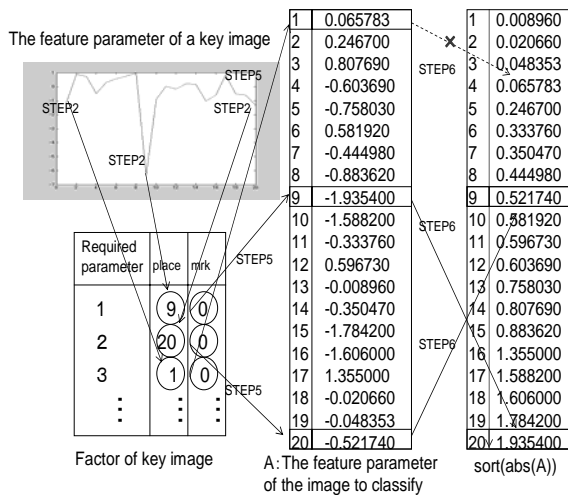 The feature parameter of a key image
STEP5
STEP2
STEP2
STEP2
Required parameter place mrk
1 9 0
2 20 0
3 1 0
⋮ ⋮ ⋮
STEP5
STEP5
Factor of key image
1 0.065783
2 0.246700
3 0.807690
4 -0.603690
5 -0.758030
6 0.581920
7 -0.444980
8 -0.883620
9 -1.935400
10 -1.588200
11 -0.333760
12 0.596730
13 -0.008960
14 -0.350470
15 -1.784200
16 -1.606000
17 1.355000
18 -0.020660
19 -0.048353
20 -0.521740
A:The feature parameter
of the image to classify
STEP6
STEP6
STEP6
1 0.008960
2 0.020660
3 0.048353
4 0.065783
5 0.246700
6 0.333760
7 0.350470
8 0.444980
9 0.521740
10 0.581920
11 0.596730
12 0.603690
13 0.758030
14 0.807690
15 0.883620
16 1.355000
17 1.588200
18 1.606000
19 1.784200
20 1.935400
sort(abs(A))